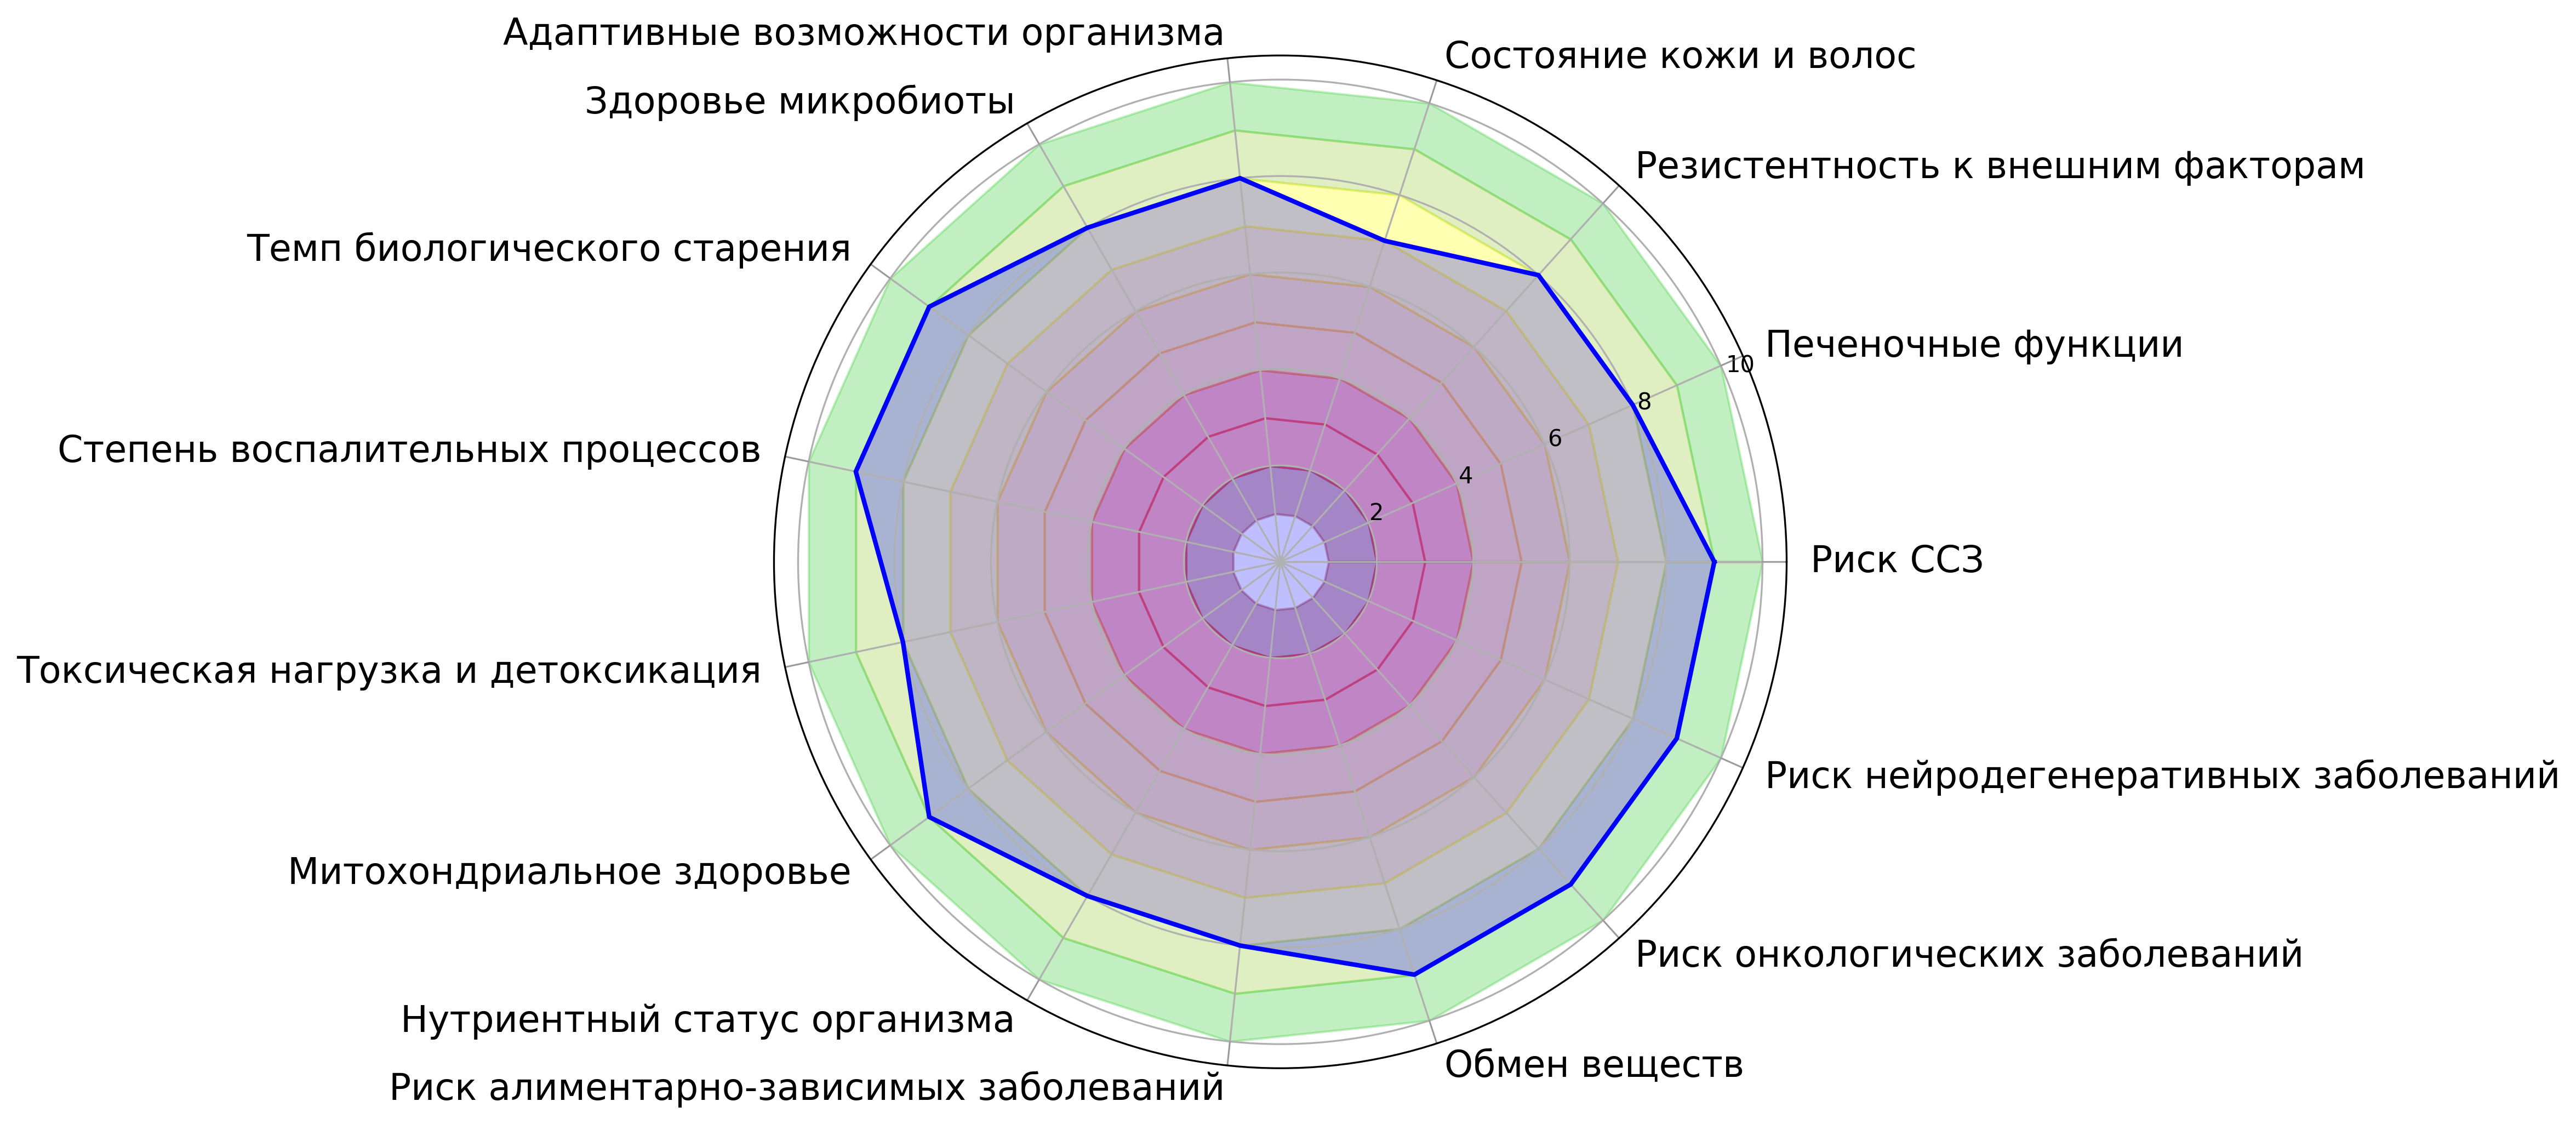 Адаптивные возможности организма
Состояние кожи и волос
Здоровье микробиоты
Резистентность к внешним факторам
Темп биологического старения
Печеночные функции
10
8
6
Степень воспалительных процессов
4
2
Риск ССЗ
Токсическая нагрузка и детоксикация
Риск нейродегенеративных заболеваний
Митохондриальное здоровье
Риск онкологических заболеваний
Нутриентный статус организма
Обмен веществ
Риск алиментарно-зависимых заболеваний